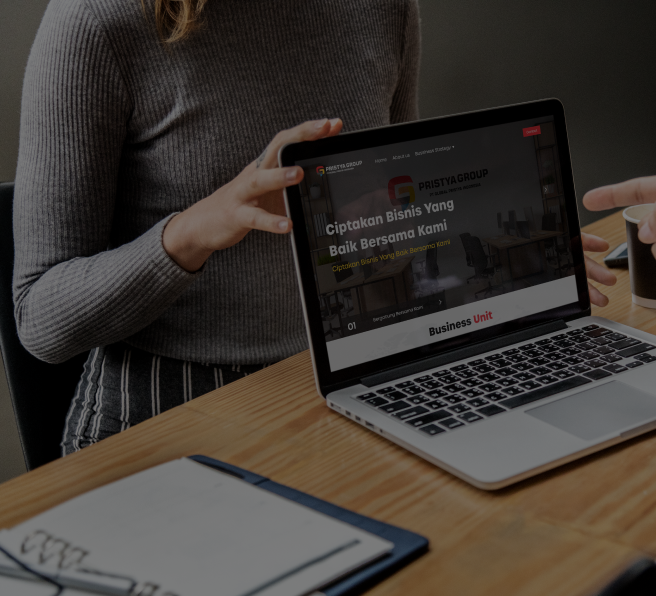 PRISTYA GROUP
Home About us Bussiness Strategy
PRISTYA GROUP
Ciptakan Bisnis Yang
Baik Bersama Kami
Ciptakan Bisnis Yang Baik Bersama Kami
01
Bergabung Bersama Kami
Business Unit